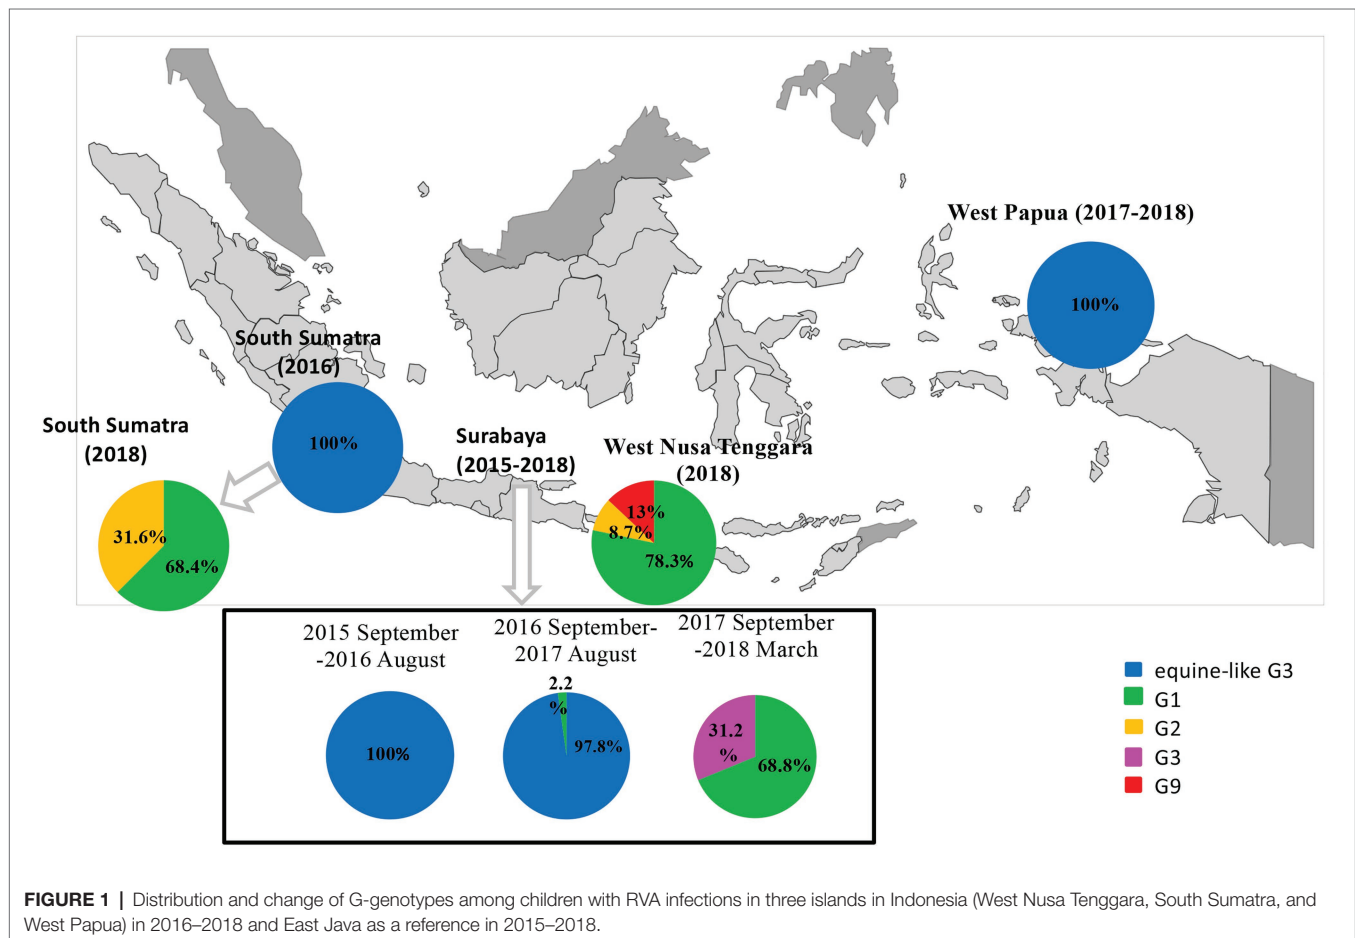 West Papua (2017-2018)
100%
South Sumatra
(2016)
100%
South Sumatra
(2018)
31.6%
68.4%
Surabaya
(2015-2018)
West Nusa Tenggara
(2018)
13%
8.7%
78.3%
2015 September
-2016 August
100%
2016 September-
2017 August
2.2
%
97.8%
2017 September
-2018 March
31.2
%
68.8%
equine-like G3
G1
G2
G3
G9
FIGURE 1 | Distribution and change of G-genotypes among children with RVA infections in three islands in Indonesia (West Nusa Tenggara, South Sumatra, and
West Papua) in 2016–2018 and East Java as a reference in 2015–2018.